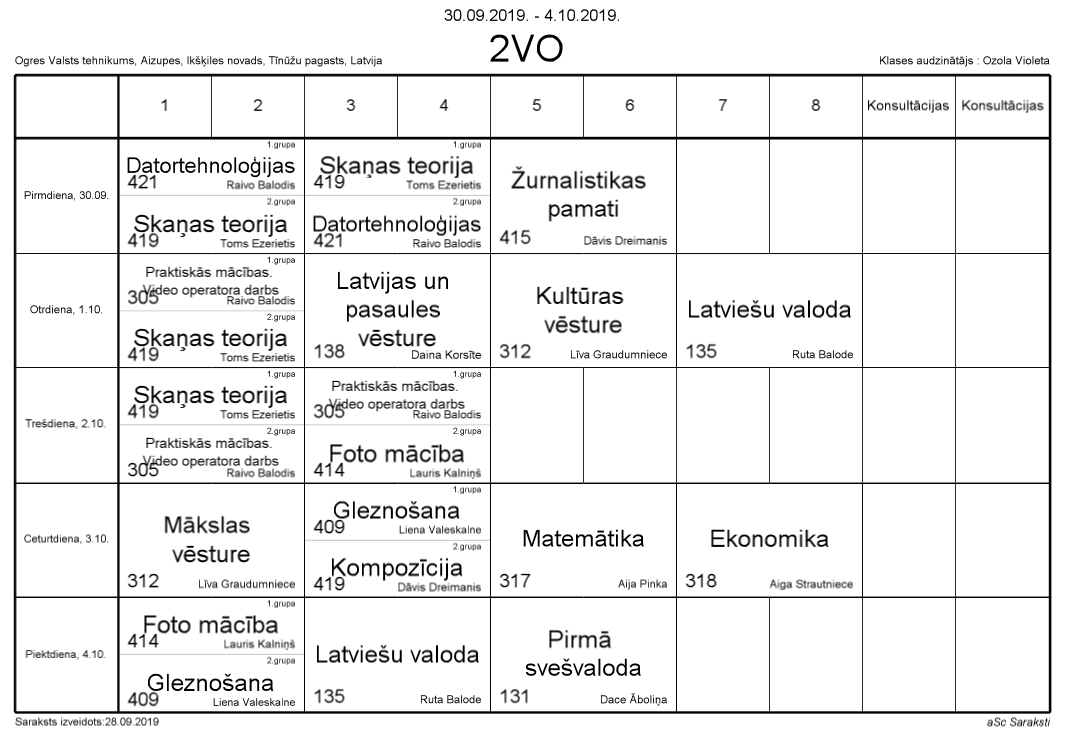 30.09.2019. - 4.10.2019.
2VO
Ogres Valsts tehnikums, Aizupes, Ikšķiles novads, Tīnūžu pagasts, Latvija
Klases audzinātājs : Ozola Violeta
1 2 3 4 5 6 7 8 Konsultācijas Konsultācijas
Pirmdiena, 30.09.
1.grupa
Datortehnoloģijas
421 Raivo Balodis
2.grupa
Skaņas teorija
419 Toms Ezerietis
1.grupa
Skaņas teorija
419 Toms Ezerietis
2.grupa
Datortehnoloģijas
421 Raivo Balodis
Žurnalistikas
pamati
415 Dāvis Dreimanis
Otrdiena, 1.10.
1.grupa
Praktiskās mācības.
Video operatora darbs
305 Raivo Balodis
2.grupa
Skaņas teorija
419 Toms Ezerietis
Latvijas un
pasaules
vēsture
138 Daina Korsīte
Kultūras
vēsture
312 Līva Graudumniece
Latviešu valoda
135 Ruta Balode
Trešdiena, 2.10.
1.grupa
Skaņas teorija
419 Toms Ezerietis
2.grupa
Praktiskās mācības.
Video operatora darbs
305 Raivo Balodis
1.grupa
Praktiskās mācības.
Video operatora darbs
305 Raivo Balodis
2.grupa
Foto mācība
414 Lauris Kalniņš
Ceturtdiena, 3.10.
Mākslas
vēsture
312 Līva Graudumniece
1.grupa
Gleznošana
409 Liena Valeskalne
2.grupa
Kompozīcija
419 Dāvis Dreimanis
Matemātika
317 Aija Pinka
Ekonomika
318 Aiga Strautniece
Piektdiena, 4.10.
1.grupa
Foto mācība
414 Lauris Kalniņš
2.grupa
Gleznošana
409 Liena Valeskalne
Latviešu valoda
135 Ruta Balode
Pirmā
svešvaloda
131 Dace Āboliņa
Saraksts izveidots:28.09.2019
aSc Saraksti